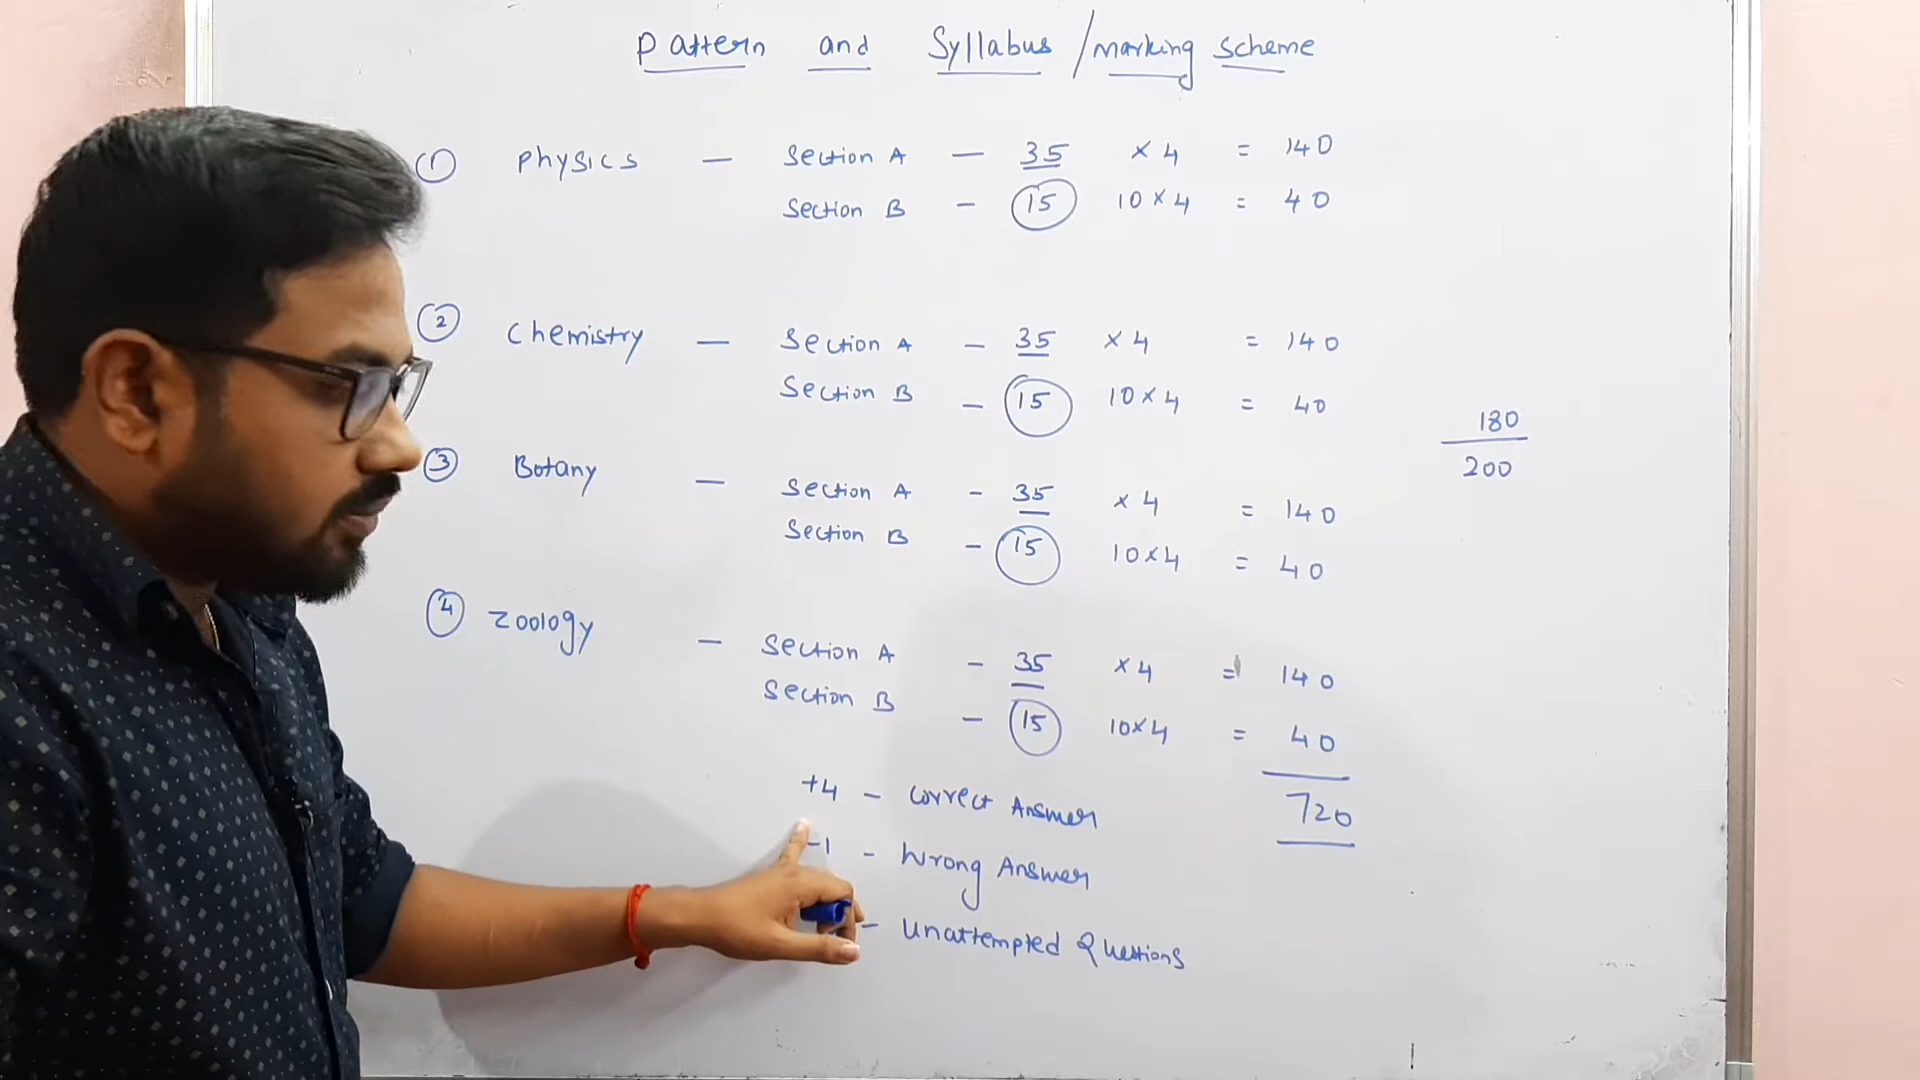 Pattern and Syllabus / marking scheme
1 Physics - Section A - 35 × 4 = 140
Section B - 15 10 × 4 = 40
2 Chemistry - Section A - 35 × 4 = 140
Section B - 15 10 × 4 = 40
180
200
3 Botany - Section A - 35 × 4 = 140
Section B - 15 10 × 4 = 40
4 Zoology - Section A - 35 × 4 = 140
Section B - 15 10 × 4 = 40
720
+4 - Correct Answer
-1 - Wrong Answer
- Unattempted Questions